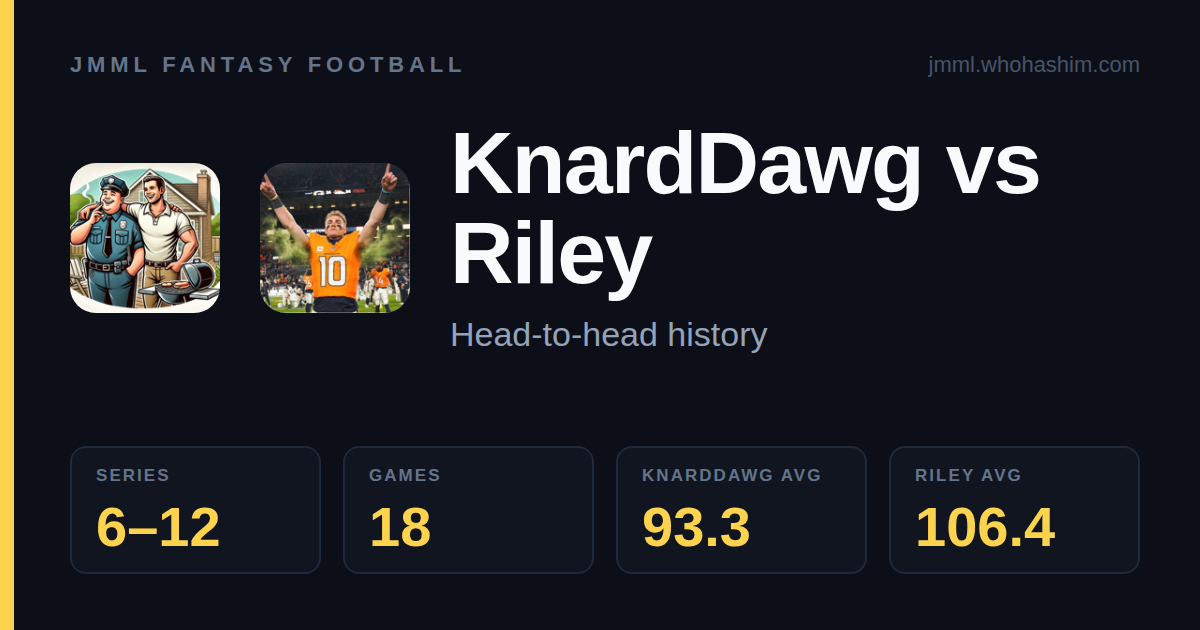 JMML FANTASY FOOTBALL
jmml.whohashim.com
KnardDawg vs
Riley
Head-to-head history
10
SERIES
6–12
GAMES
18
KNARDDAWG AVG
93.3
RILEY AVG
106.4